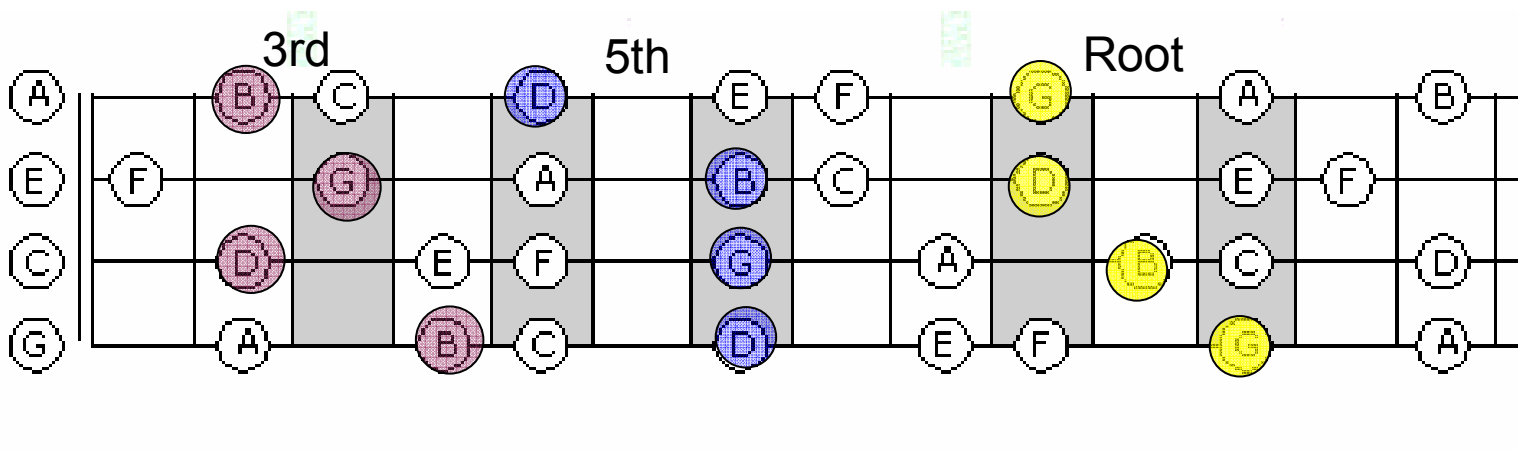 3rd 5th Root
A B C D E F G A B
E F G A B C D E F
C D E F G A B C D
G A B C D E F G A